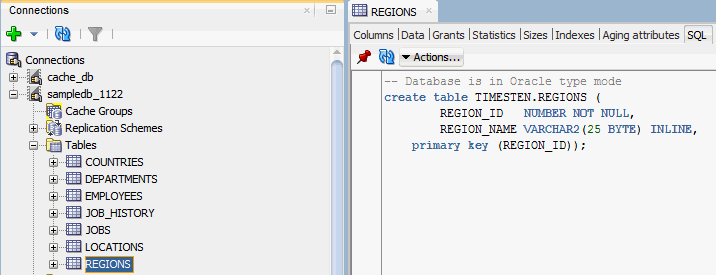 Connections
Connections
cache_db
sampledb_1122
Cache Groups
Replication Schemes
Tables
COUNTRIES
DEPARTMENTS
EMPLOYEES
JOB_HISTORY
JOBS
LOCATIONS
REGIONS
REGIONS
Columns Data Grants Statistics Sizes Indexes Aging attributes SQL
Actions...
-- Database is in Oracle type mode
create table TIMESTEN.REGIONS (
REGION_ID NUMBER NOT NULL,
REGION_NAME VARCHAR2(25 BYTE) INLINE,
primary key (REGION_ID));